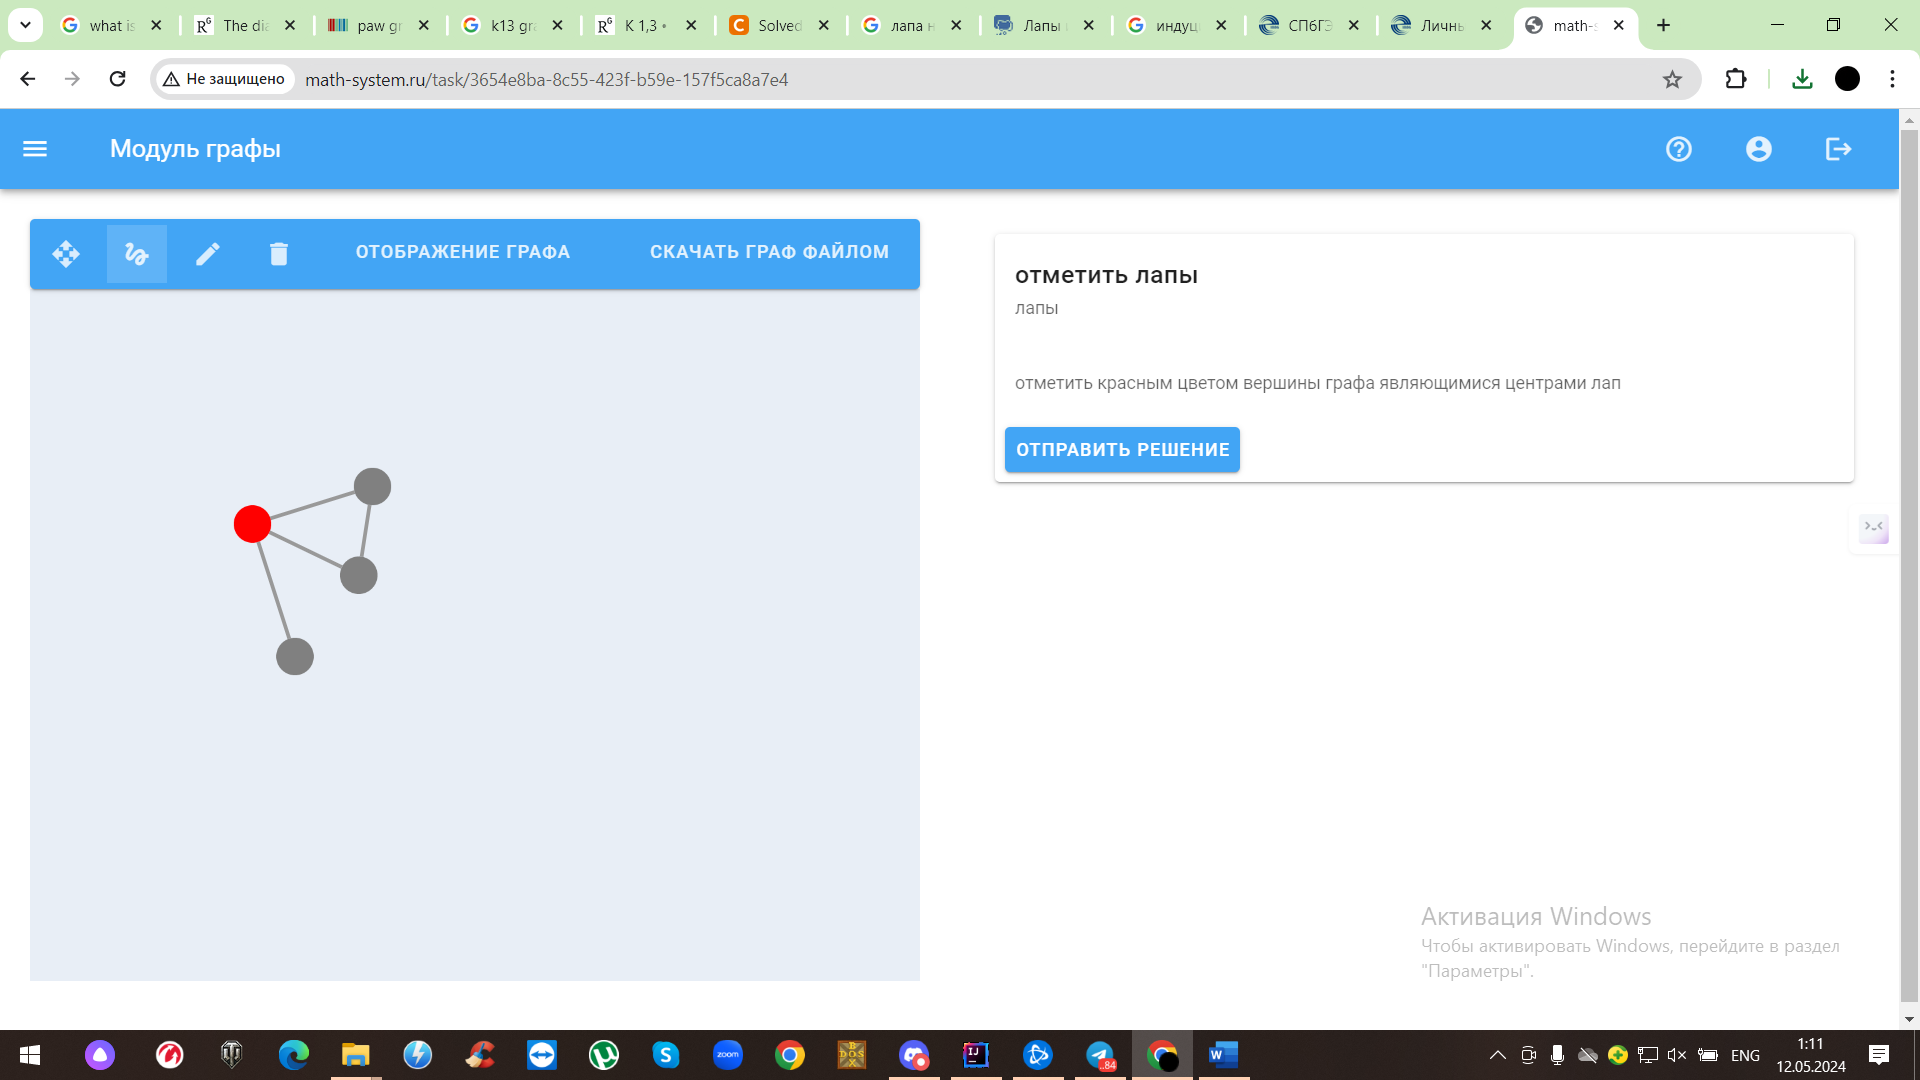 what is
The dia
paw gr
k13 gra
K 1,3 •
Solved
лапа н
Лапы и
индуц
СПбГЭ
Личны
math-s
Не защищено
math-system.ru/task/3654e8ba-8c55-423f-b59e-157f5ca8a7e4
Модуль графы
ОТОБРАЖЕНИЕ ГРАФА
СКАЧАТЬ ГРАФ ФАЙЛОМ
отметить лапы
лапы
отметить красным цветом вершины графа являющимися центрами лап
ОТПРАВИТЬ РЕШЕНИЕ
Активация Windows
Чтобы активировать Windows, перейдите в раздел
"Параметры".
zoom
ENG
1:11
12.05.2024